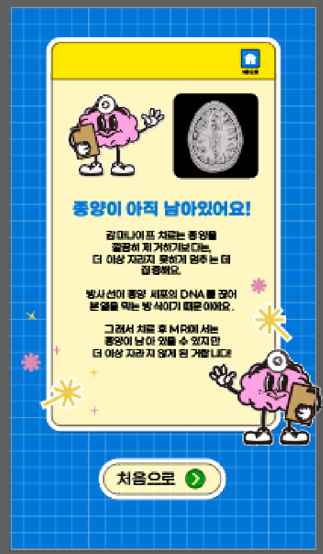 처음으로
종양이 아직 남아있어요!
감마나이프 치료는 종양을
깔끔히 제거하기보다는,
더 이상 자라지 못하게 멈추는 데
집중해요.
방사선이 종양 세포의 DNA를 끊어
분열을 막는 방식이기 때문이에요.
그래서 치료 후 MRI에서는
종양이 남아 있을 수 있지만
더 이상 자라지 않게 된 거랍니다!
처음으로